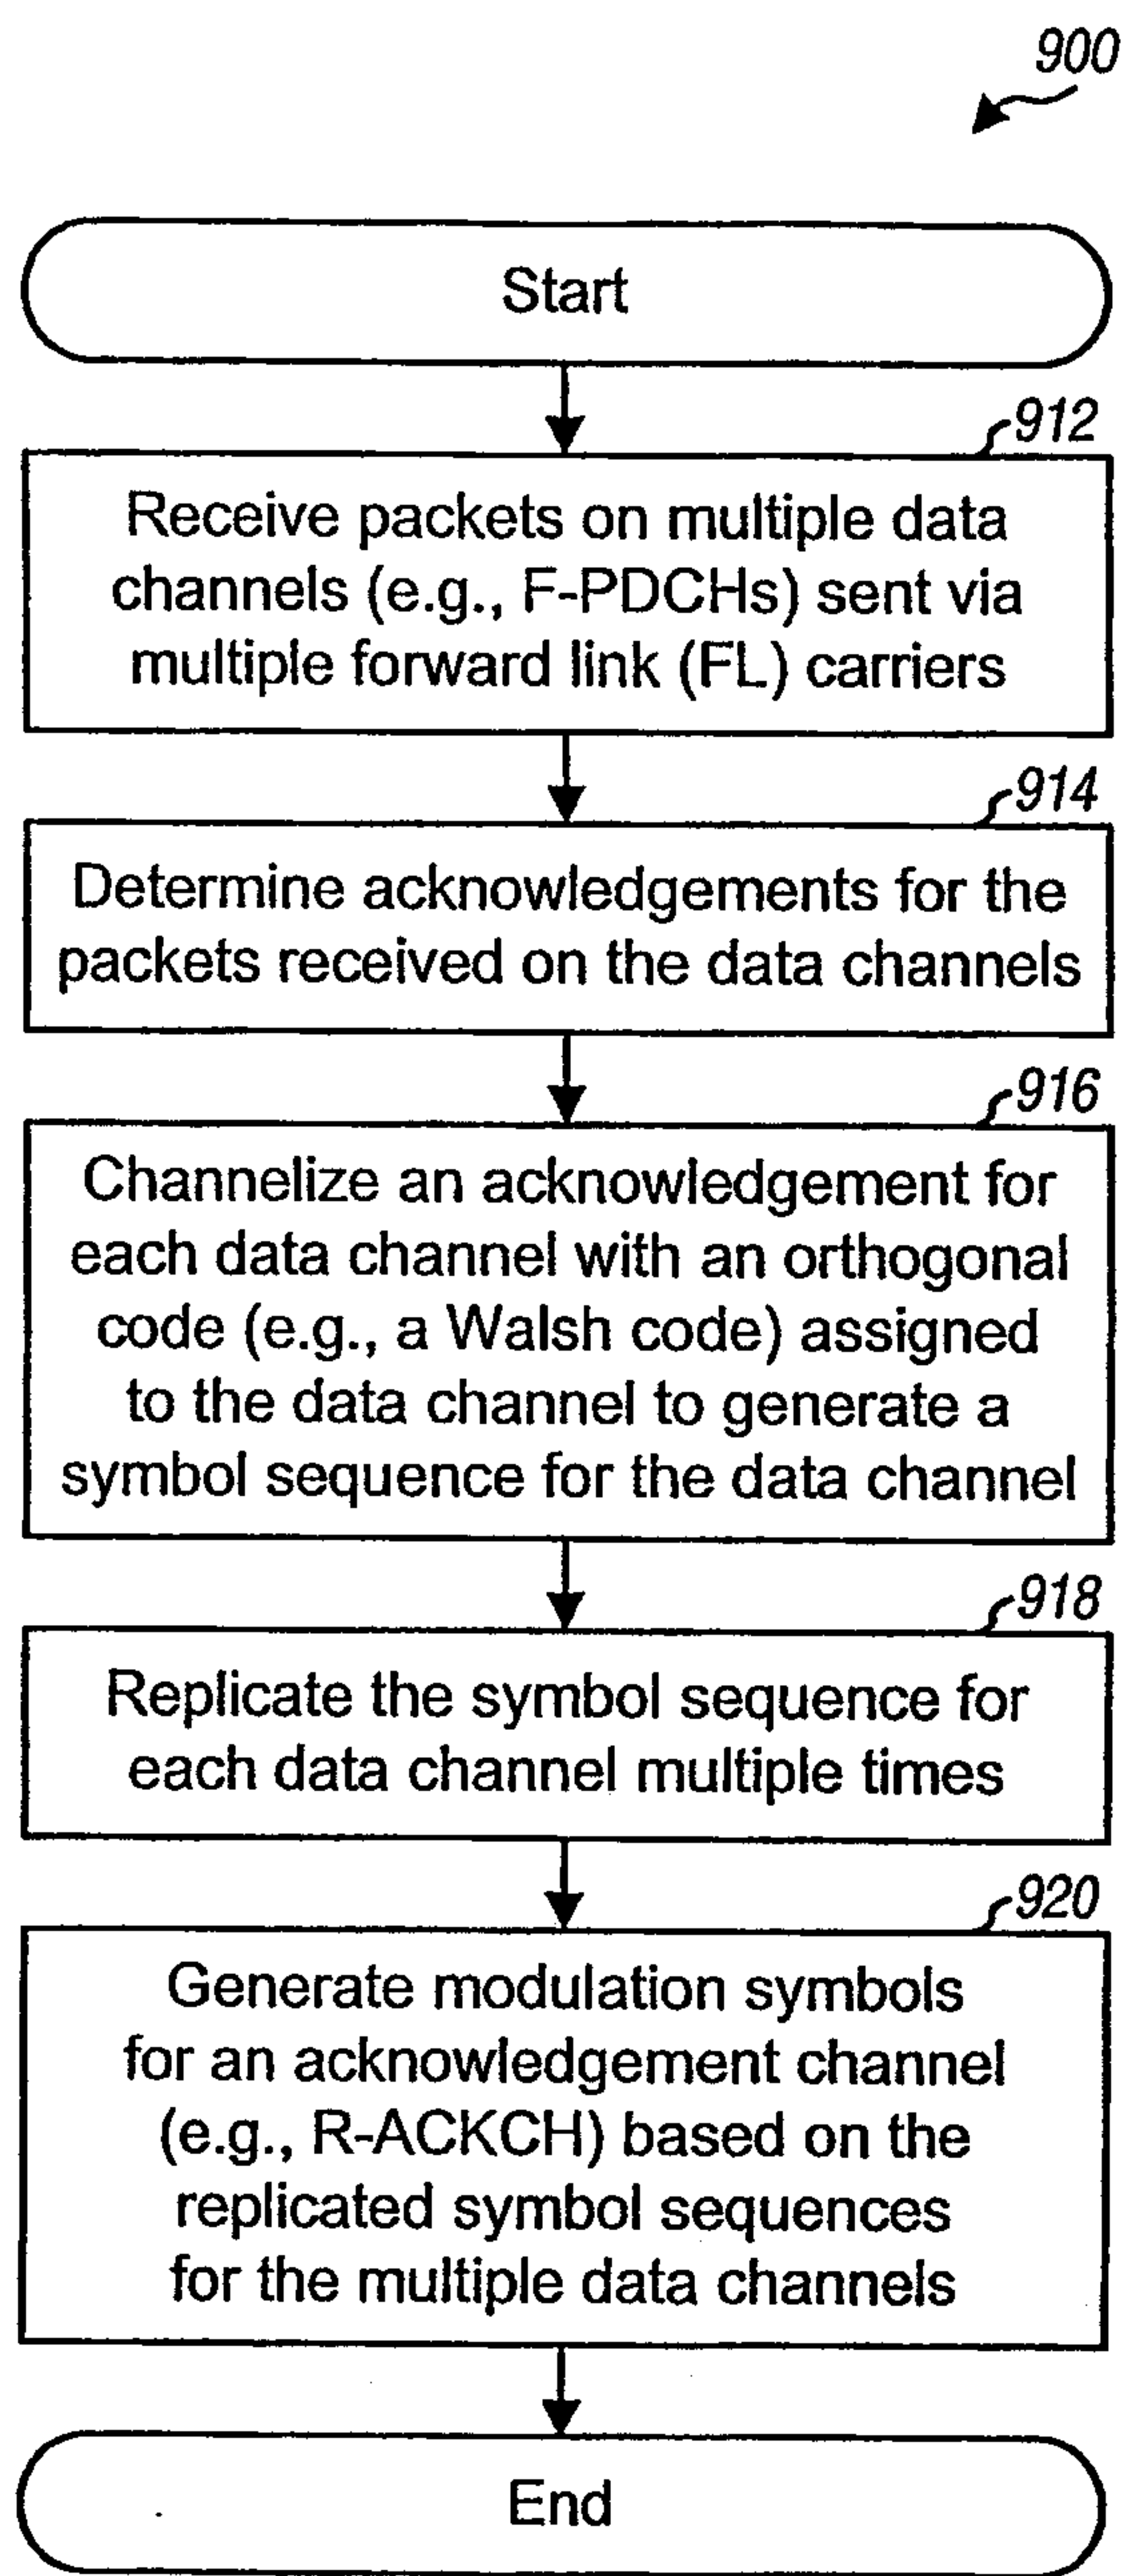 900
Start
912
Receive packets on multiple data
channels (e.g., F-PDCHs) sent via
multiple forward link (FL) carriers
914
Determine acknowledgements for the
packets received on the data channels
916
Channelize an acknowledgement for
each data channel with an orthogonal
code (e.g., a Walsh code) assigned
to the data channel to generate a
symbol sequence for the data channel
918
Replicate the symbol sequence for
each data channel multiple times
920
Generate modulation symbols
for an acknowledgement channel
(e.g., R-ACKCH) based on the
replicated symbol sequences
for the multiple data channels
End